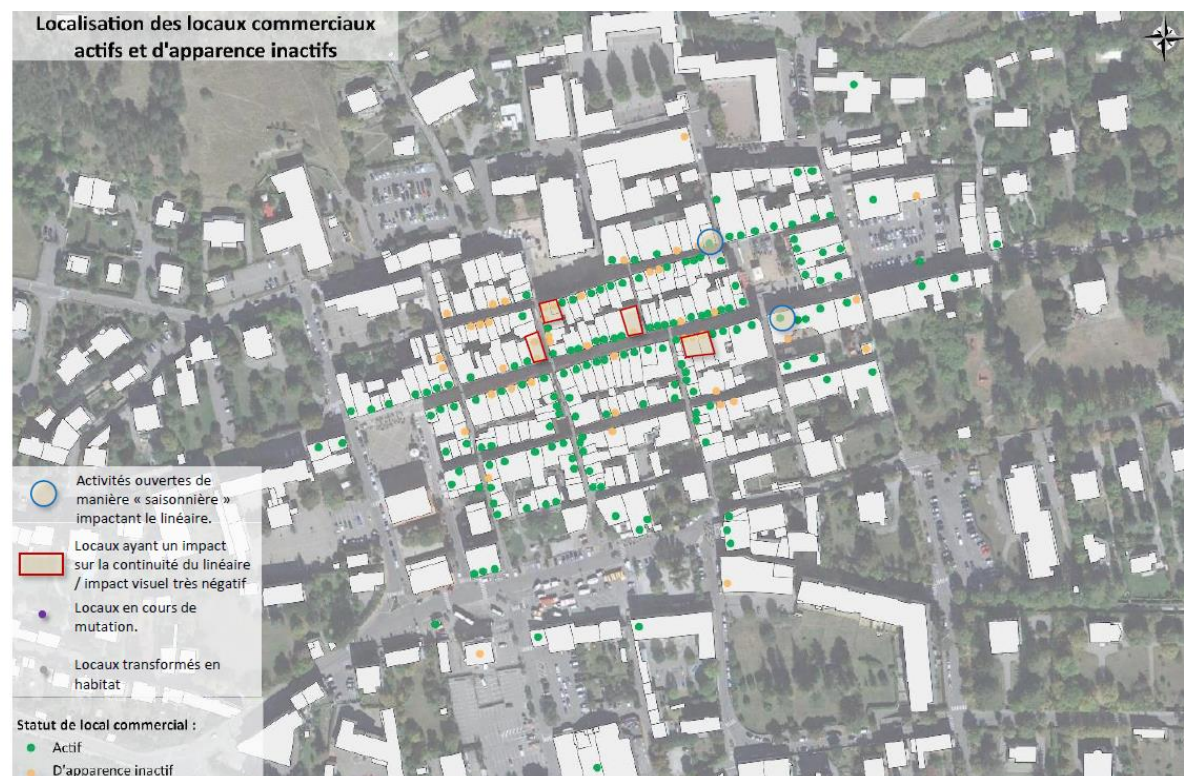 Localisation des locaux commerciaux
actifs et d'apparence inactifs
Activités ouvertes de
manière « saisonnière »
impactant le linéaire.
Locaux ayant un impact
sur la continuité du linéaire
/ impact visuel très négatif
Locaux en cours de
mutation.
Locaux transformés en
habitat
Statut de local commercial :
Actif
D'apparence inactif